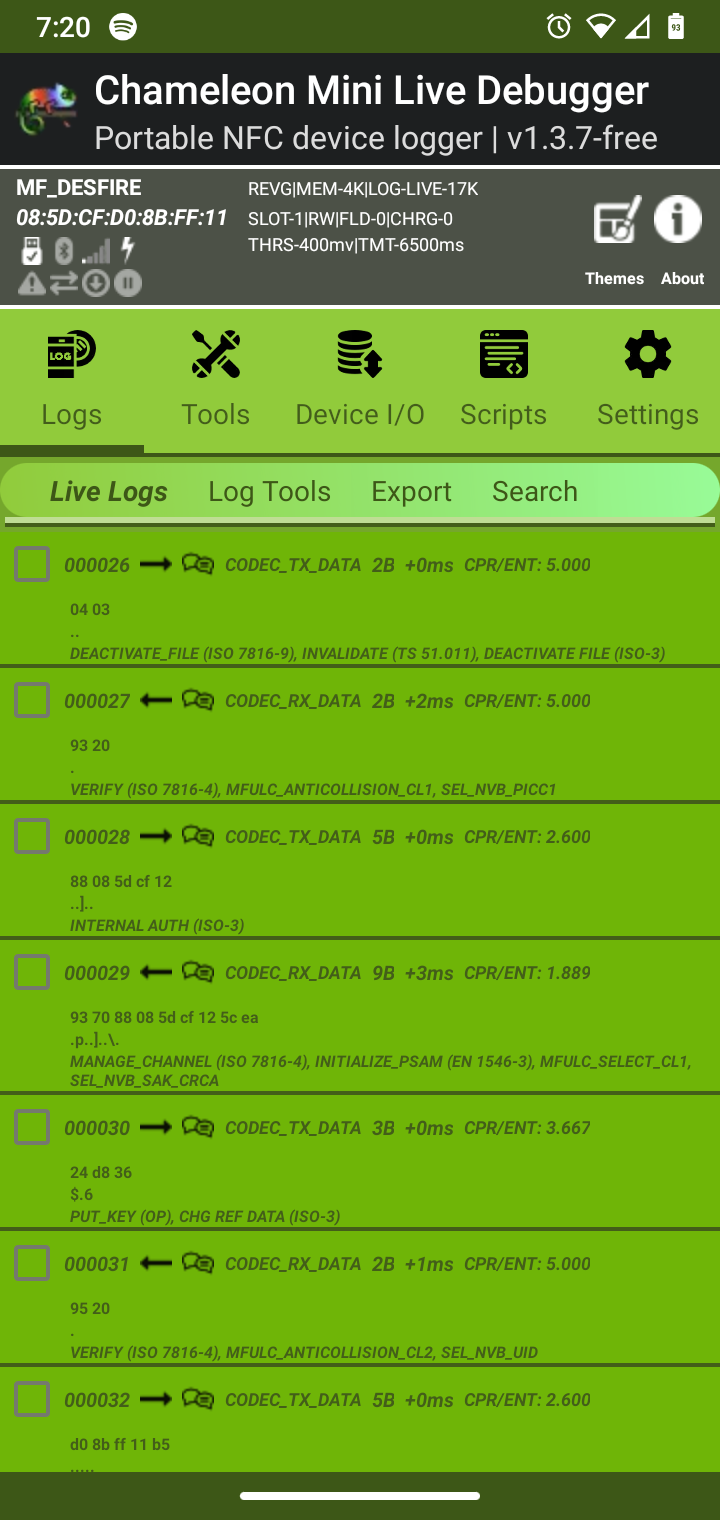 7:20
93
Chameleon Mini Live Debugger
Portable NFC device logger | v1.3.7-free
MF_DESFIRE
08:5D:CF:D0:8B:FF:11
REVG|MEM-4K|LOG-LIVE-17K
SLOT-1|RW|FLD-0|CHRG-0
THRS-400mv|TMT-6500ms
Themes About
LOG
Logs Tools Device I/O Scripts Settings
Live Logs Log Tools Export Search
000026 CODEC_TX_DATA 2B +0ms CPR/ENT: 5.000
04 03
..
DEACTIVATE_FILE (ISO 7816-9), INVALIDATE (TS 51.011), DEACTIVATE FILE (ISO-3)
000027 CODEC_RX_DATA 2B +2ms CPR/ENT: 5.000
93 20
.
VERIFY (ISO 7816-4), MFULC_ANTICOLLISION_CL1, SEL_NVB_PICC1
000028 CODEC_TX_DATA 5B +0ms CPR/ENT: 2.600
88 08 5d cf 12
..]..
INTERNAL AUTH (ISO-3)
000029 CODEC_RX_DATA 9B +3ms CPR/ENT: 1.889
93 70 88 08 5d cf 12 5c ea
.p..]..\.
MANAGE_CHANNEL (ISO 7816-4), INITIALIZE_PSAM (EN 1546-3), MFULC_SELECT_CL1,
SEL_NVB_SAK_CRCA
000030 CODEC_TX_DATA 3B +0ms CPR/ENT: 3.667
24 d8 36
$.6
PUT_KEY (OP), CHG REF DATA (ISO-3)
000031 CODEC_RX_DATA 2B +1ms CPR/ENT: 5.000
95 20
.
VERIFY (ISO 7816-4), MFULC_ANTICOLLISION_CL2, SEL_NVB_UID
000032 CODEC_TX_DATA 5B +0ms CPR/ENT: 2.600
d0 8b ff 11 b5
.....